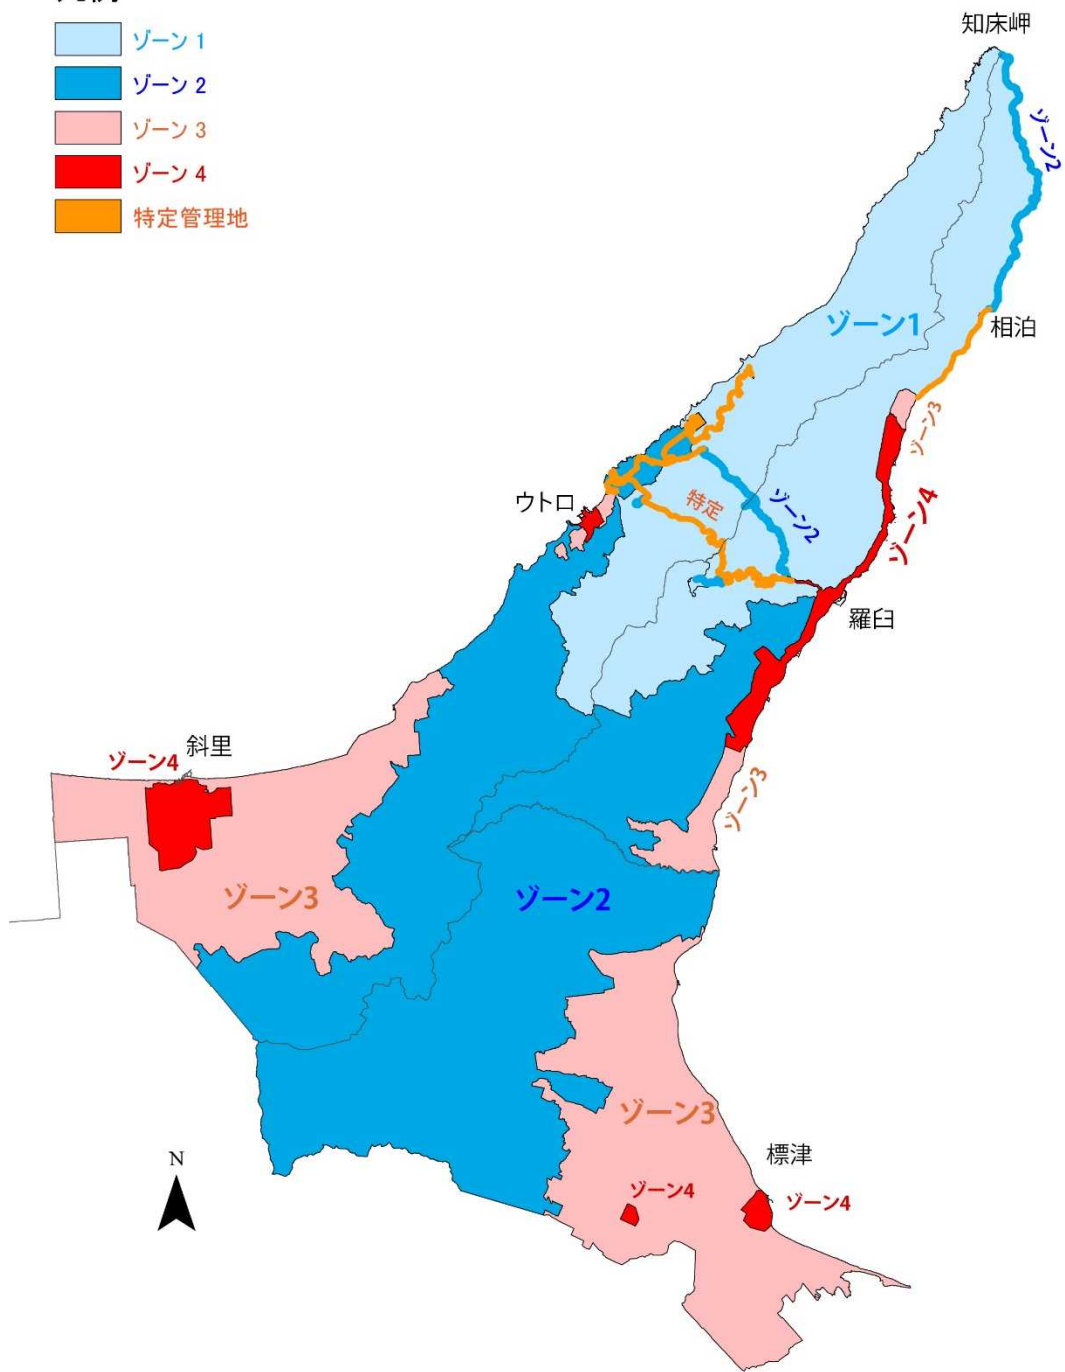 ゾーン 1
ゾーン 2
ゾーン 3
ゾーン 4
特定管理地
知床岬
ゾーン2
ゾーン1
相泊
ゾーン3
ウトロ
特定
ゾーン2
ゾーン4
羅臼
斜里
ゾーン4
ゾーン3
ゾーン3
ゾーン2
ゾーン3
標津
ゾーン4
ゾーン4
N